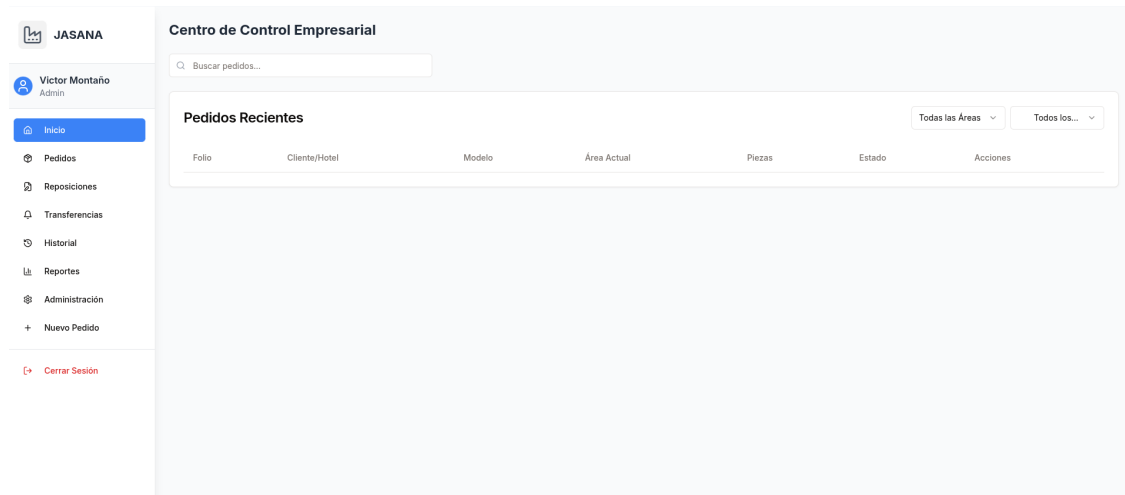 JASANA
Victor Montaño
Admin
Inicio
Pedidos
Reposiciones
Transferencias
Historial
Reportes
Administración
Nuevo Pedido
Cerrar Sesión
Centro de Control Empresarial
Buscar pedidos...
Pedidos Recientes
Todas las Áreas
Todos los...
Folio Cliente/Hotel Modelo Área Actual Piezas Estado Acciones